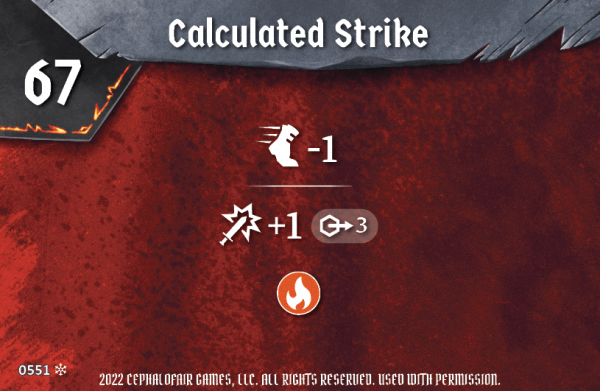 Calculated Strike
67
-1
+1 3
0551
2022 CEPHALOFAIR GAMES, LLC. ALL RIGHTS RESERVED. USED WITH PERMISSION.